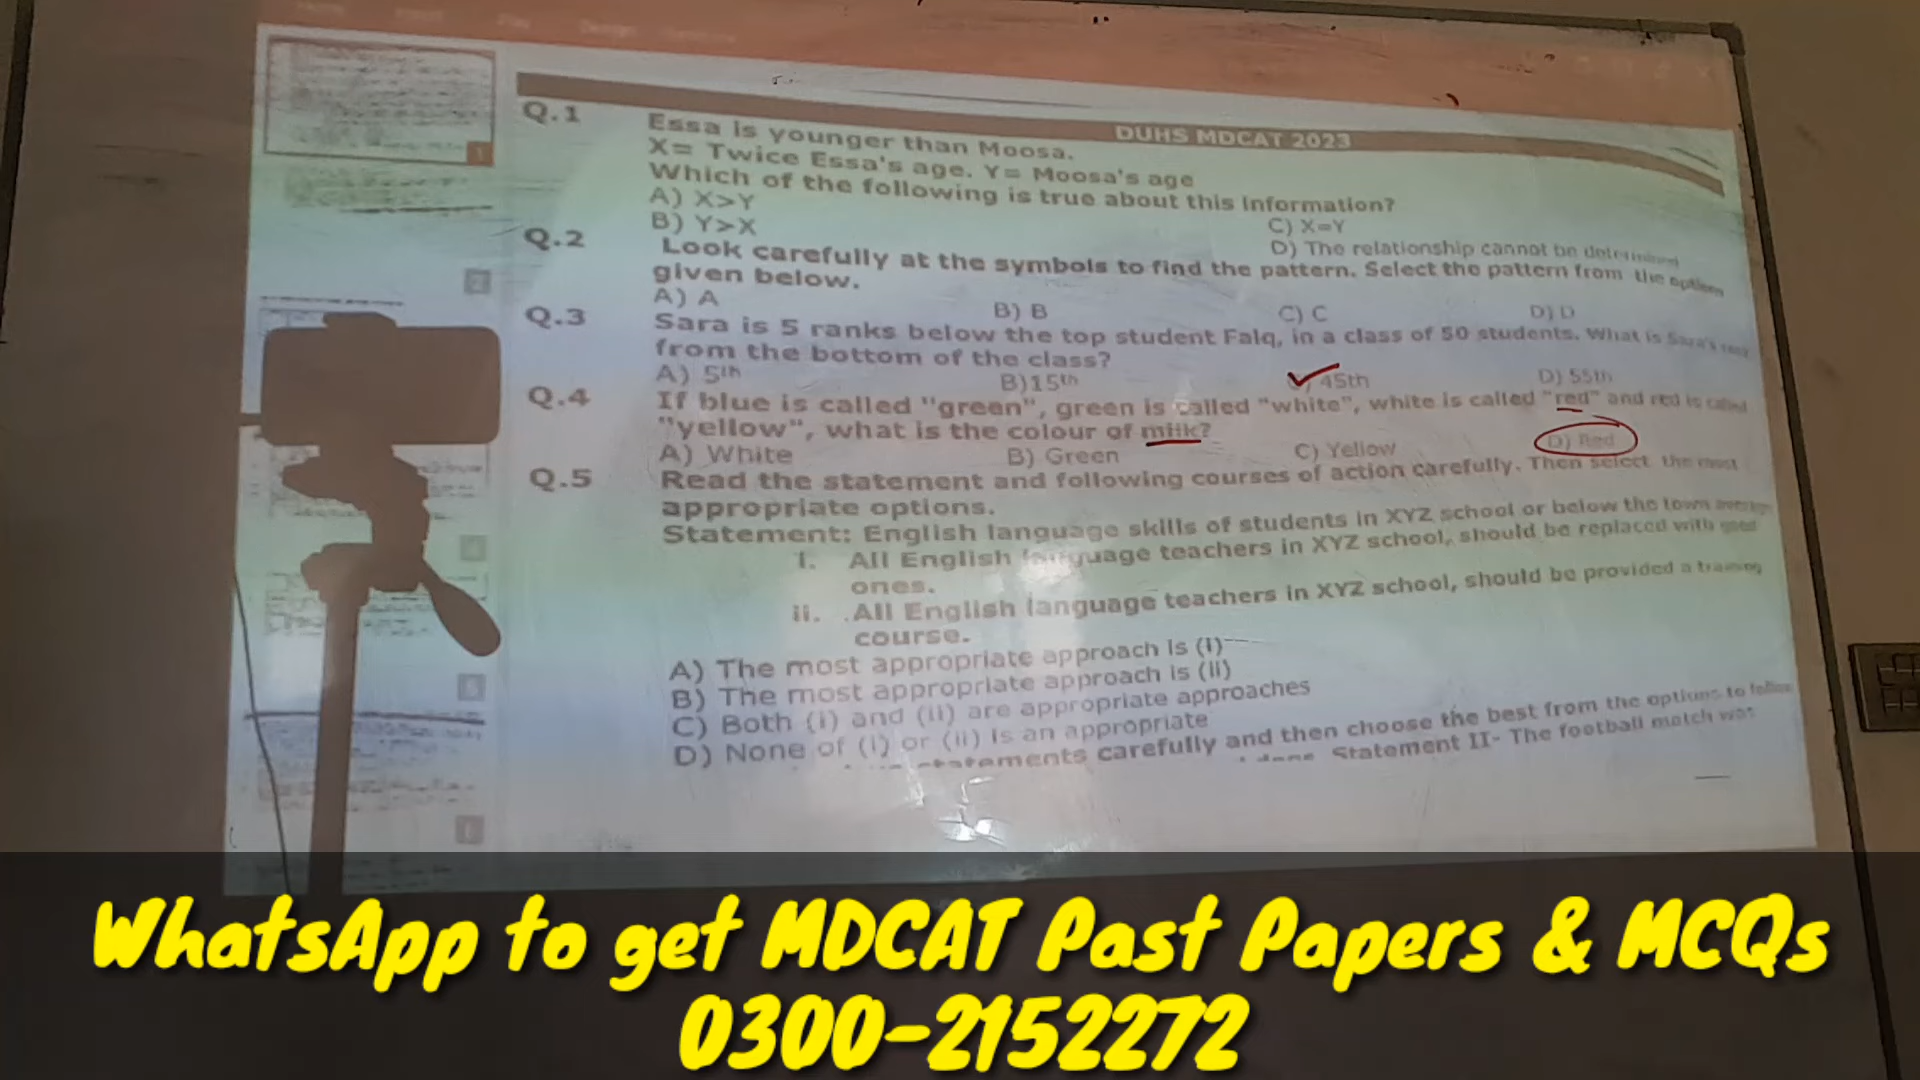 DUHS MDCAT 2023
Q.1 Essa is younger than Moosa.
X= Twice Essa's age. Y= Moosa's age
Which of the following is true about this information?
A) X>Y
B) Y>X
C) X=Y
D) The relationship cannot be determined
Q.2 Look carefully at the symbols to find the pattern. Select the pattern from the options
given below.
A) A B) B C) C D) D
Q.3 Sara is 5 ranks below the top student Falq, in a class of 50 students. What is Sara's rank
from the bottom of the class?
A) 5th B)15th 45th D) 55th
Q.4 If blue is called "green", green is called "white", white is called "red" and red is called
"yellow", what is the colour of milk?
A) White B) Green C) Yellow D) Red
Q.5 Read the statement and following courses of action carefully. Then select the most
appropriate options.
Statement: English language skills of students in XYZ school or below the town average
i. All English language teachers in XYZ school, should be replaced with good
ones.
ii. .All English language teachers in XYZ school, should be provided a training
course.
A) The most appropriate approach is (i)
B) The most appropriate approach is (ii)
C) Both (i) and (ii) are appropriate approaches
D) None of (i) or (ii) is an appropriate
statements carefully and then choose the best from the options to follow
Statement II- The football match was
WhatsApp to get MDCAT Past Papers & MCQs
0300-2152272